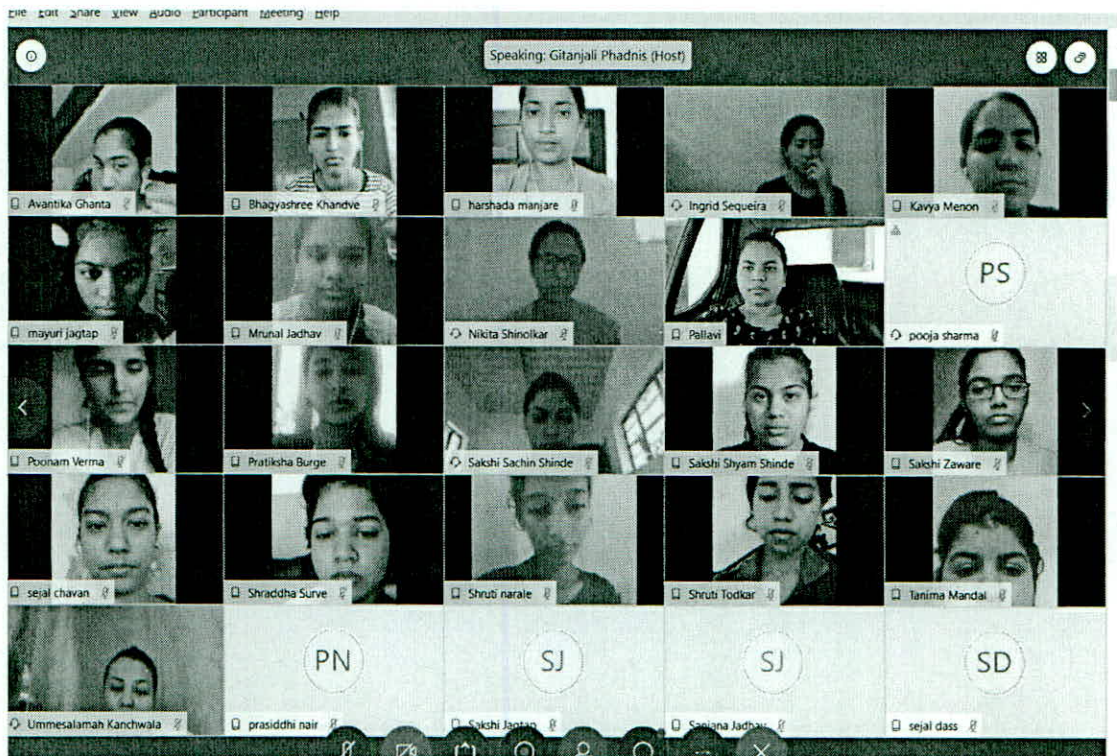 File Edit Share View Audio Participant Meeting Help
Speaking: Gitanjali Phadnis (Host)
Avantika Ghanta
Bhagyashree Khandve
harshada manjare
Ingrid Sequeira
Kavya Menon
mayuri jagtap
Mrunal Jadhav
Nikita Shinolkar
Pallavi
PS
pooja sharma
Poonam Verma
Pratiksha Burge
Sakshi Sachin Shinde
Sakshi Shyam Shinde
Sakshi Zaware
sejal chavan
Shraddha Surve
Shruti narale
Shruti Todkar
Tanima Mandal
Ummesalamah Kanchwala
PN
prasiddhi nair
SJ
Sakshi Jagtap
SJ
Sanjana Jadhav
SD
sejal dass